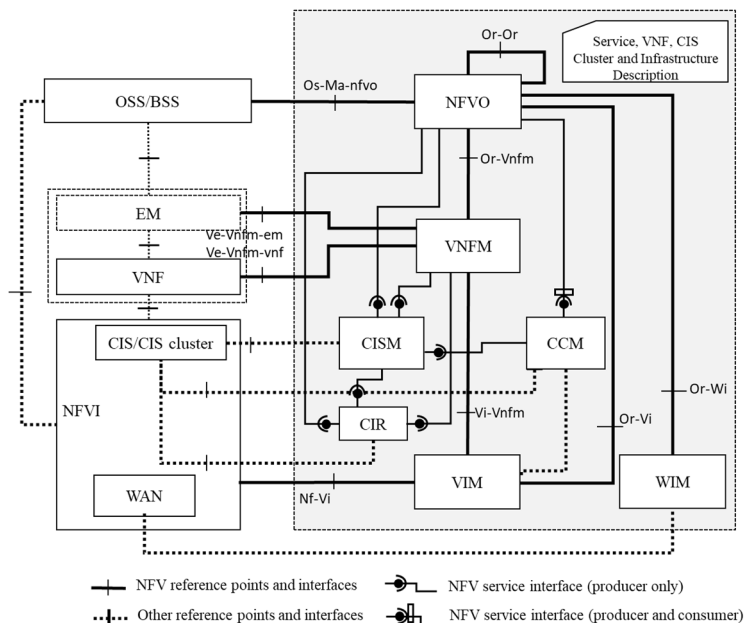 Or-Or
Service, VNF, CIS
Cluster and Infrastructure
Description
Os-Ma-nfvo
OSS/BSS
NFVO
Or-Vnfm
EM
Ve-Vnfm-em
Ve-Vnfm-vnf
VNFM
VNF
CIS/CIS cluster
CISM
CCM
NFVI
CIR
Vi-Vnfm
Or-Vi
Or-Wi
WAN
Nf-Vi
VIM
WIM
NFV reference points and interfaces
NFV service interface (producer only)
Other reference points and interfaces
NFV service interface (producer and consumer)